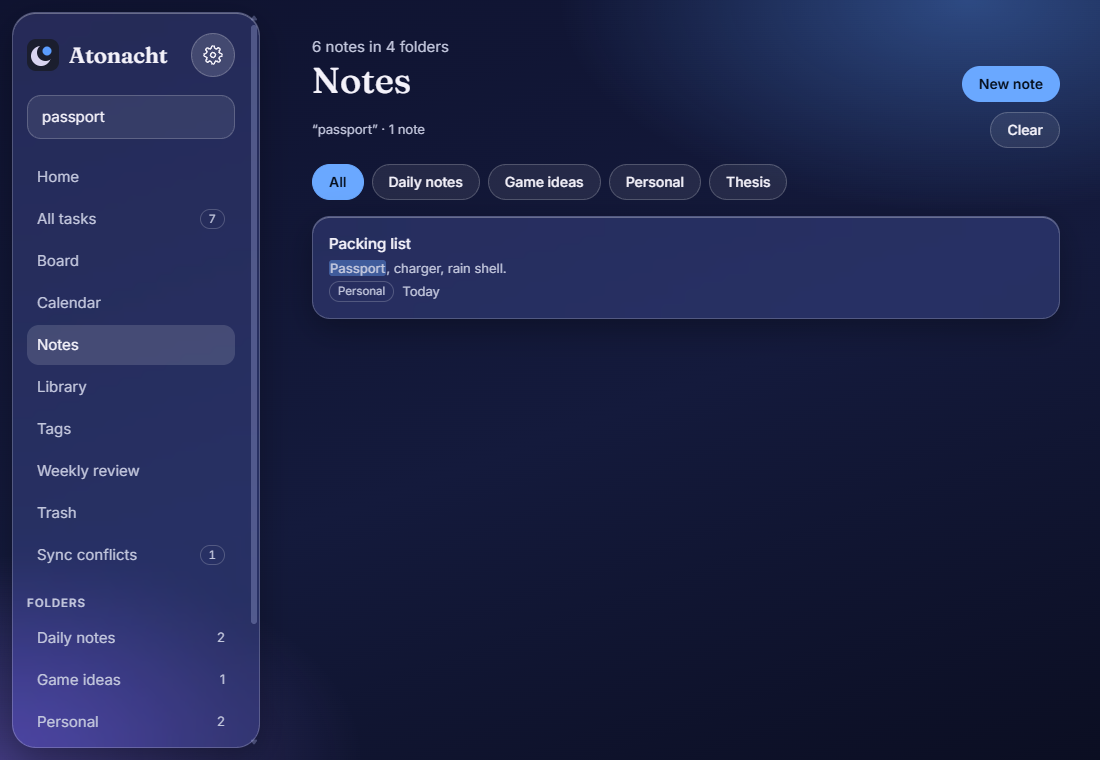 Atonacht
passport
Home
All tasks 7
Board
Calendar
Notes
Library
Tags
Weekly review
Trash
Sync conflicts 1
FOLDERS
Daily notes 2
Game ideas 1
Personal 2
6 notes in 4 folders
Notes
New note
“passport” · 1 note
Clear
All Daily notes Game ideas Personal Thesis
Packing list
Passport, charger, rain shell.
Personal Today